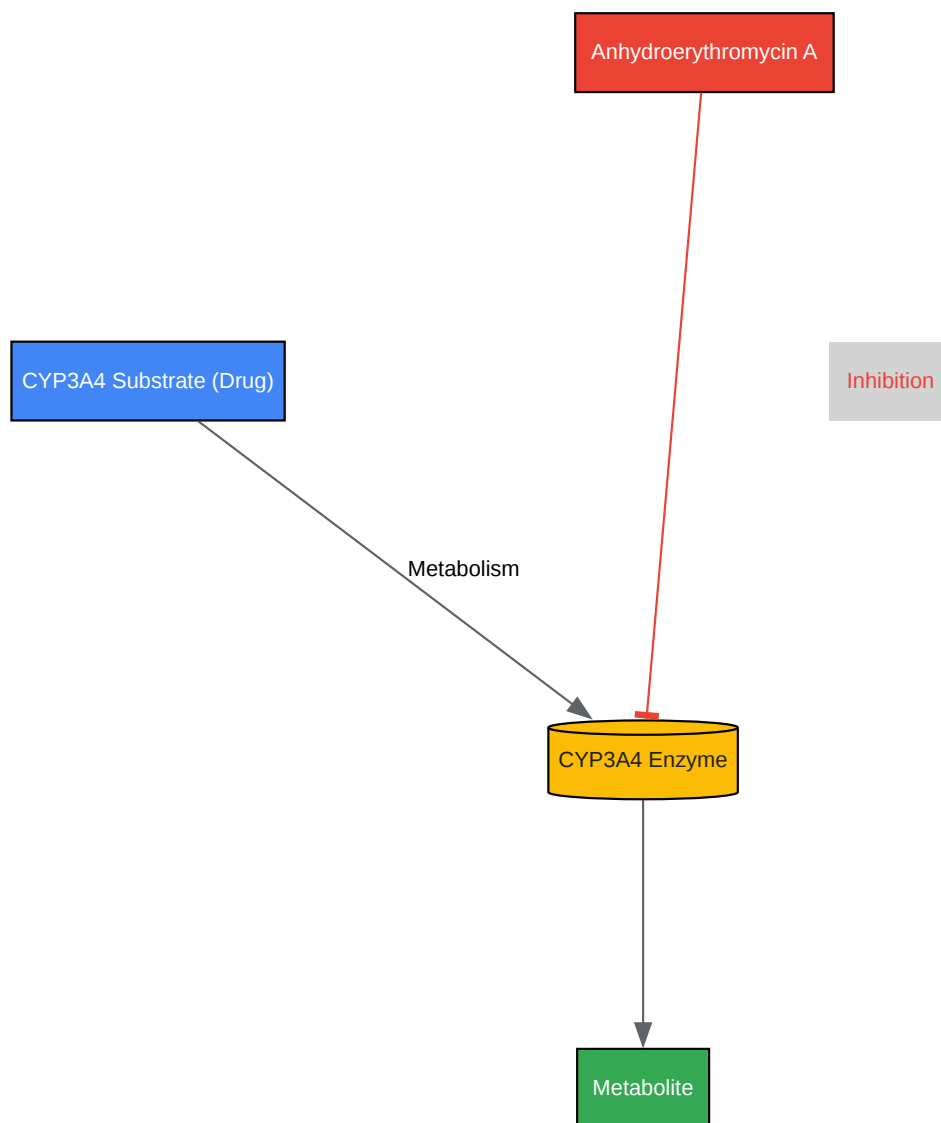 Anhydroerythromycin A
CYP3A4 Substrate (Drug)
Inhibition
Metabolism
CYP3A4 Enzyme
Metabolite